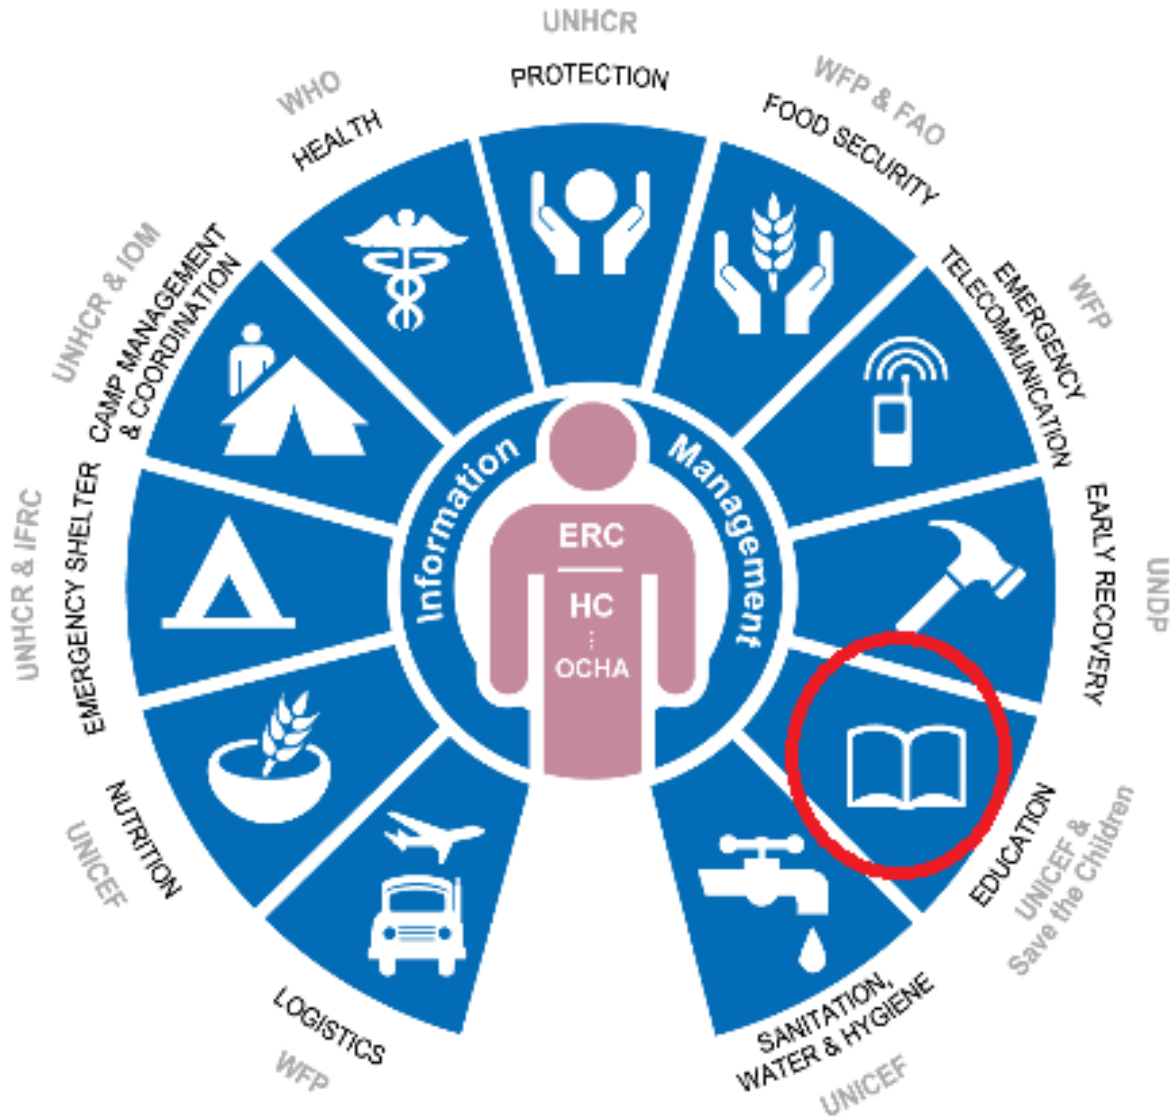 UNHCR
PROTECTION
WFP & FAO
FOOD SECURITY
WFP
EMERGENCY
TELECOMMUNICATION
UNDP
EARLY RECOVERY
EDUCATION
UNICEF &
Save the Children
SANITATION,
WATER & HYGIENE
UNICEF
LOGISTICS
WFP
NUTRITION
UNICEF
UNHCR & IFRC
EMERGENCY SHELTER
UNHCR & IOM
CAMP MANAGEMENT
& COORDINATION
WHO
HEALTH
Information Management
ERC
HC
OCHA